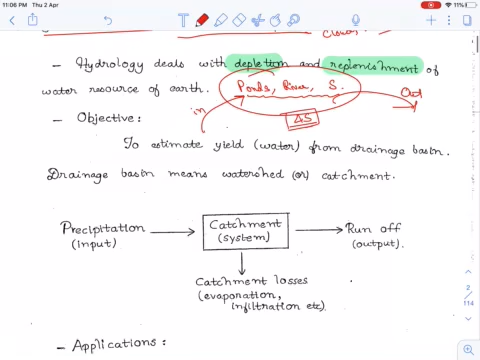 11:06 PM Thu 2 Apr
clouds
- Hydrology deals with depletion and replenishment of
water resource of earth.
Ponds, River, S.
in
Out
ΔS
- Objective:
To estimate yield (water) from drainage basin.
Drainage basin means watershed (or) catchment.
Precipitation
(input)
Catchment
(system)
Run off
(output).
Catchment losses
(evaporation,
infiltration etc).
- Applications:
2
114